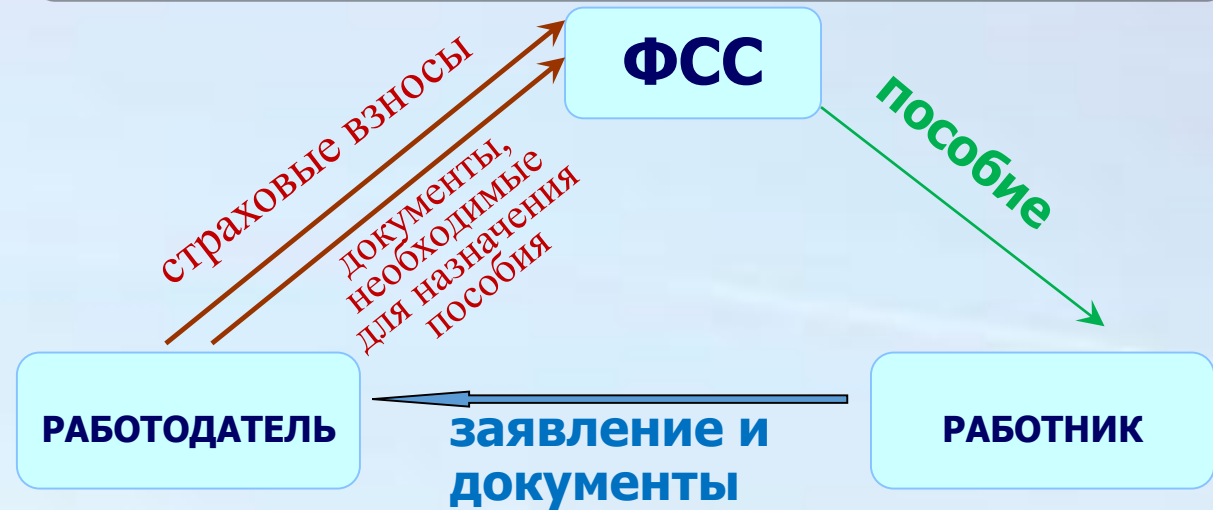 ФСС
страховые взносы
документы,
необходимые
для назначения
пособия
пособие
РАБОТОДАТЕЛЬ
заявление и
документы
РАБОТНИК